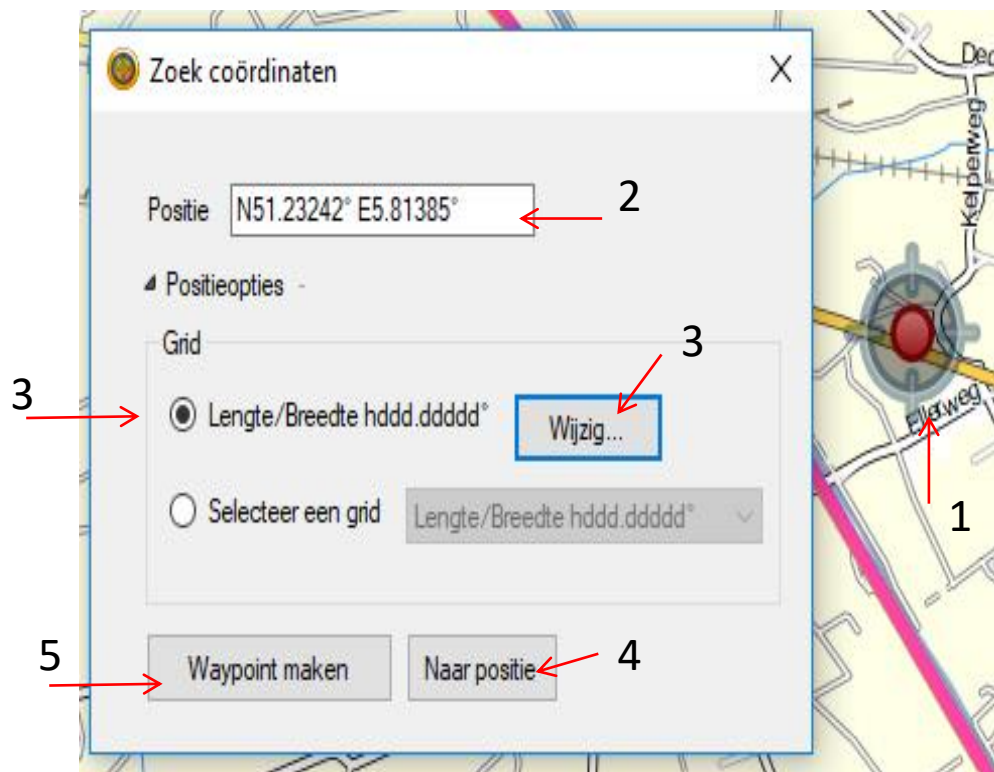 Zoek coördinaten
Positie N51.23242° E5.81385° 2
Positieopties -
Grid
3 Lengte/Breedte hddd.ddddd° Wijzig... 3
Selecteer een grid Lengte/Breedte hddd.ddddd°
5 Waypoint maken Naar positie 4
Kelperweg
Ellerweg
1